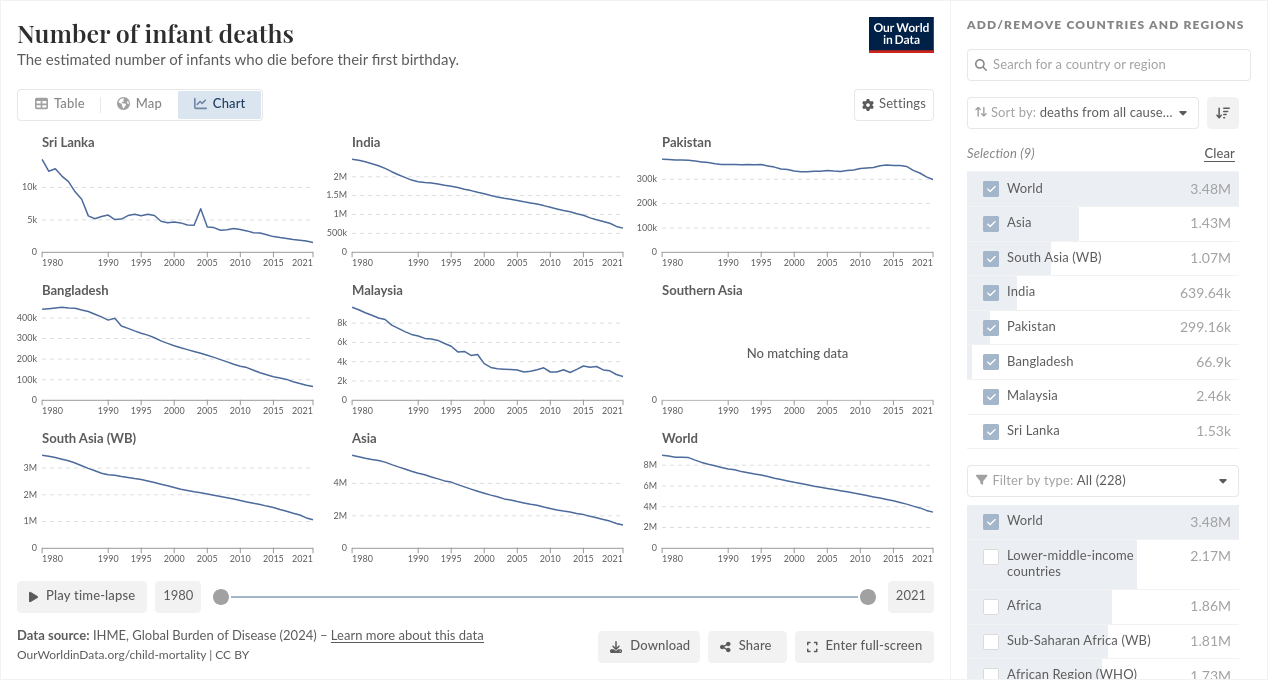 Number of infant deaths
The estimated number of infants who die before their first birthday.
Our World
in Data
Table
Map
Chart
Settings
Sri Lanka
10k
5k
0
1980
1990
1995
2000
2005
2010
2015
2021
India
2M
1.5M
1M
500k
0
1980
1990
1995
2000
2005
2010
2015
2021
Pakistan
300k
200k
100k
0
1980
1990
1995
2000
2005
2010
2015
2021
Bangladesh
400k
300k
200k
100k
0
1980
1990
1995
2000
2005
2010
2015
2021
Malaysia
8k
6k
4k
2k
0
1980
1990
1995
2000
2005
2010
2015
2021
Southern Asia
No matching data
0
1980
1990
1995
2000
2005
2010
2015
2021
South Asia (WB)
3M
2M
1M
0
1980
1990
1995
2000
2005
2010
2015
2021
Asia
4M
2M
0
1980
1990
1995
2000
2005
2010
2015
2021
World
8M
6M
4M
2M
0
1980
1990
1995
2000
2005
2010
2015
2021
Play time-lapse
1980
2021
Data source: IHME, Global Burden of Disease (2024) – Learn more about this data
OurWorldinData.org/child-mortality | CC BY
Download
Share
Enter full-screen
ADD/REMOVE COUNTRIES AND REGIONS
Search for a country or region
Sort by: deaths from all cause...
Selection (9)
Clear
World 3.48M
Asia 1.43M
South Asia (WB) 1.07M
India 639.64k
Pakistan 299.16k
Bangladesh 66.9k
Malaysia 2.46k
Sri Lanka 1.53k
Filter by type: All (228)
World 3.48M
Lower-middle-income 2.17M
countries
Africa 1.86M
Sub-Saharan Africa (WB) 1.81M
African Region (WHO) 1.73M